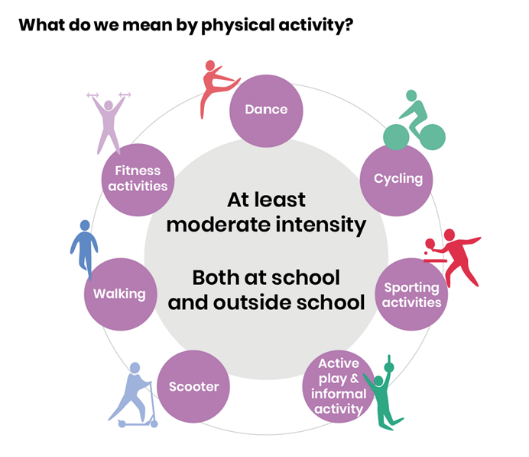 What do we mean by physical activity?
Dance
Cycling
Sporting
activities
Active
play &
informal
activity
Scooter
Walking
Fitness
activities
At least
moderate intensity
Both at school
and outside school